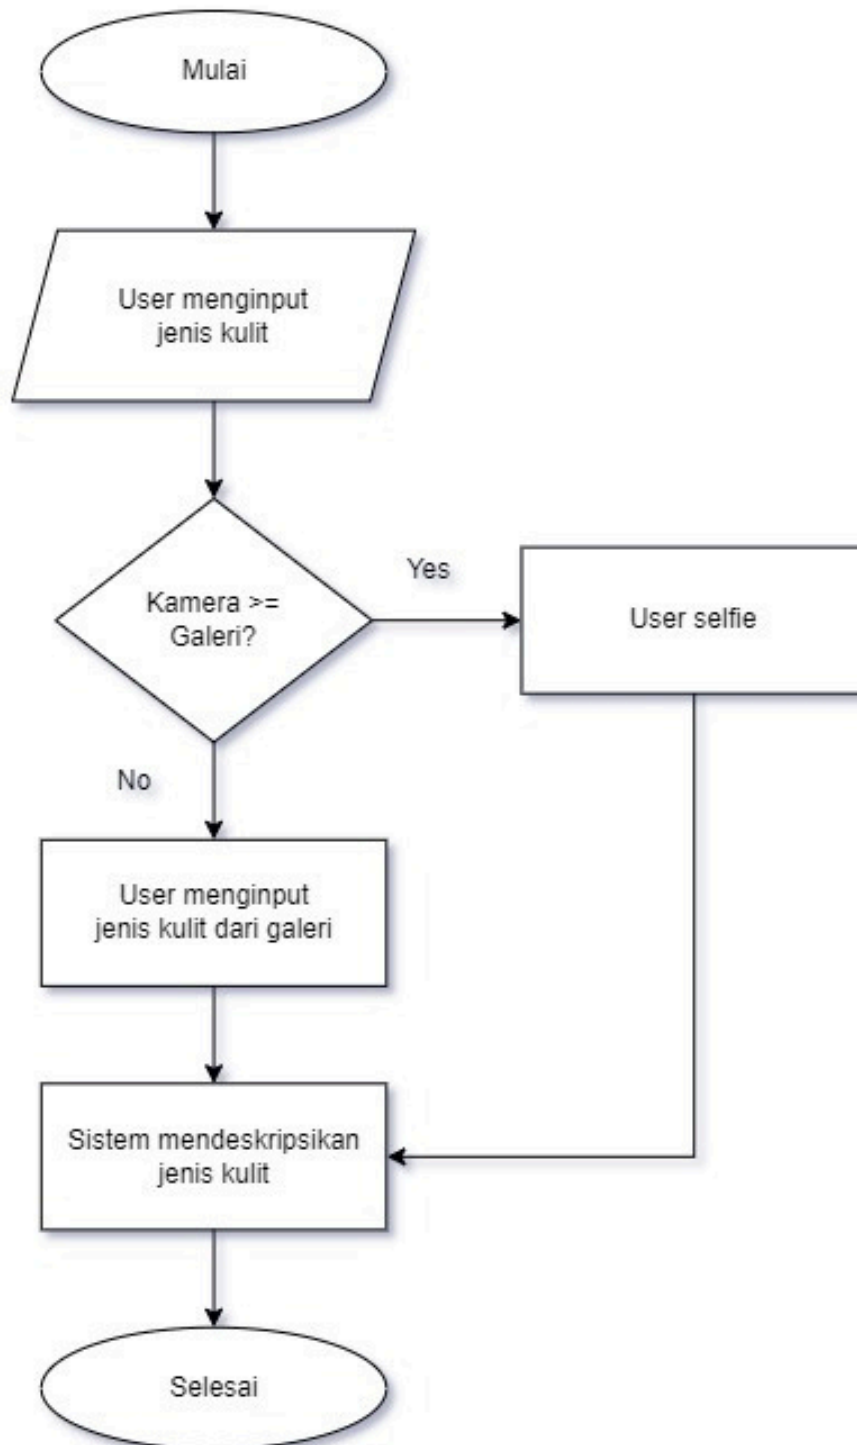 Mulai
User menginput
jenis kulit
Kamera >=
Galeri?
Yes
User selfie
No
User menginput
jenis kulit dari galeri
Sistem mendeskripsikan
jenis kulit
Selesai